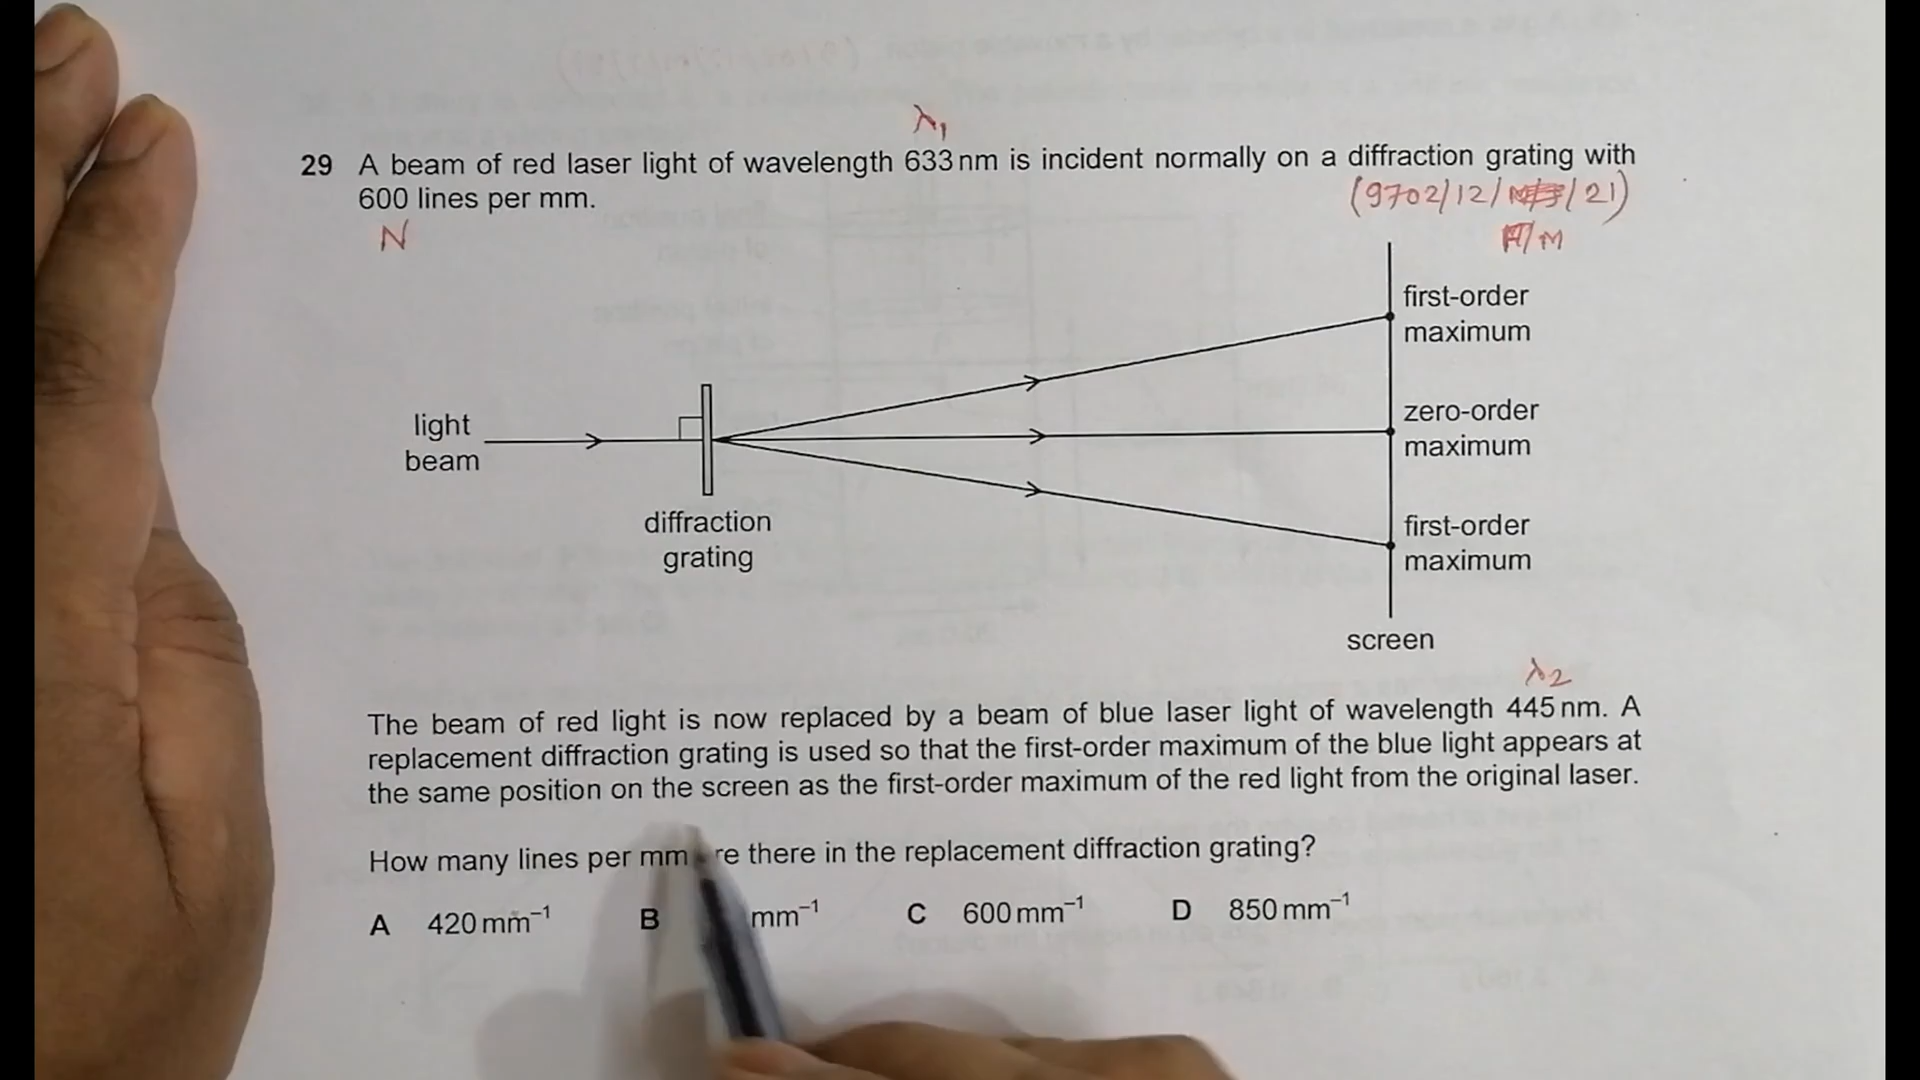 λ1
29 A beam of red laser light of wavelength 633 nm is incident normally on a diffraction grating with
600 lines per mm.
(9702/12/ /21)
N
/M
first-order
maximum
light
beam
zero-order
maximum
diffraction
grating
first-order
maximum
screen
λ2
The beam of red light is now replaced by a beam of blue laser light of wavelength 445 nm. A
replacement diffraction grating is used so that the first-order maximum of the blue light appears at
the same position on the screen as the first-order maximum of the red light from the original laser.
How many lines per mm re there in the replacement diffraction grating?
A 420 mm⁻¹ B mm⁻¹ C 600 mm⁻¹ D 850 mm⁻¹